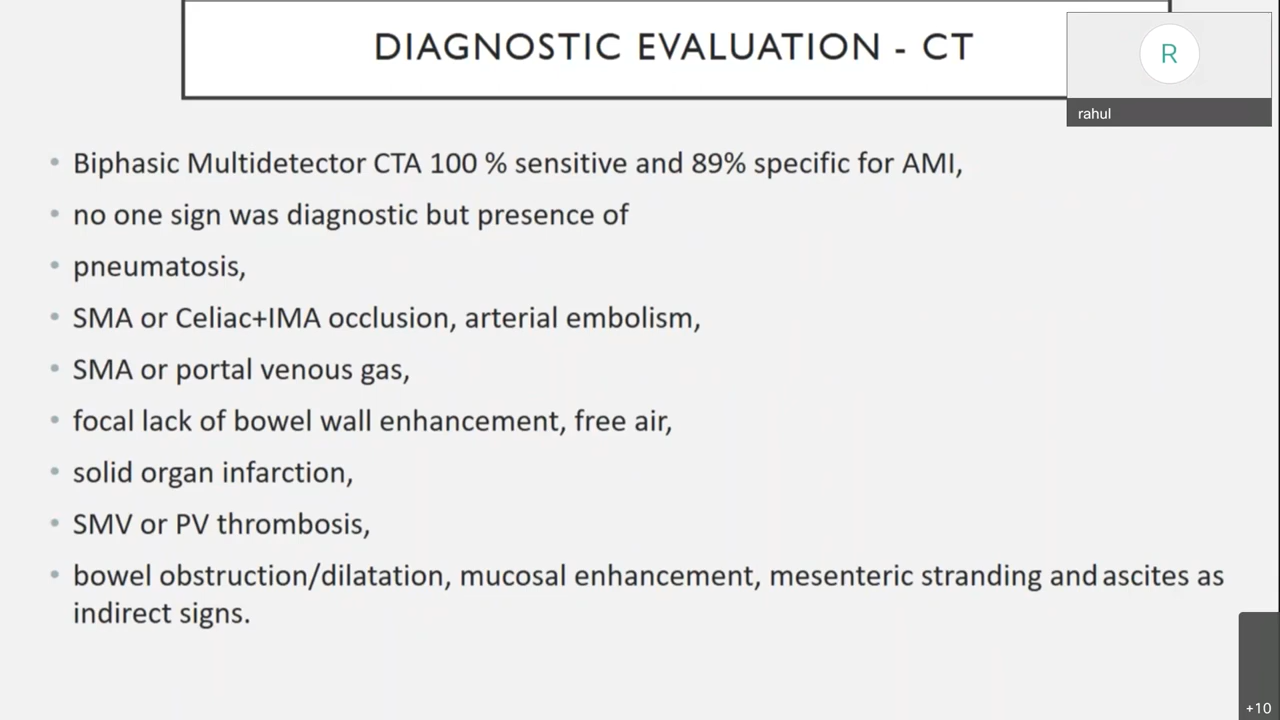 DIAGNOSTIC EVALUATION - CT
R
rahul
• Biphasic Multidetector CTA 100 % sensitive and 89% specific for AMI,
• no one sign was diagnostic but presence of
• pneumatosis,
• SMA or Celiac+IMA occlusion, arterial embolism,
• SMA or portal venous gas,
• focal lack of bowel wall enhancement, free air,
• solid organ infarction,
• SMV or PV thrombosis,
• bowel obstruction/dilatation, mucosal enhancement, mesenteric stranding and ascites as
indirect signs.
+10